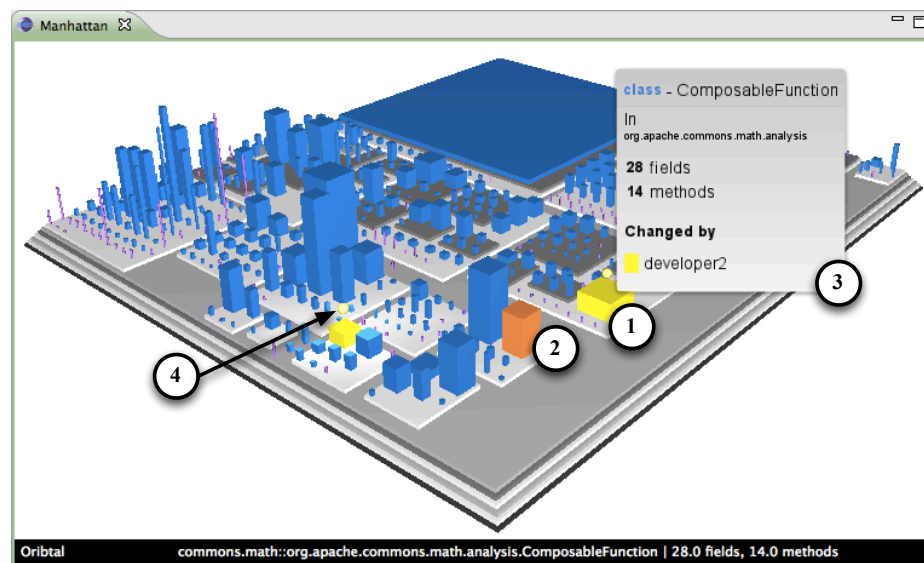 Manhattan
class - ComposableFunction
In
org.apache.commons.math.analysis
28 fields
14 methods
Changed by
developer2
3
1
2
4
Oribtal commons.math::org.apache.commons.math.analysis.ComposableFunction | 28.0 fields, 14.0 methods